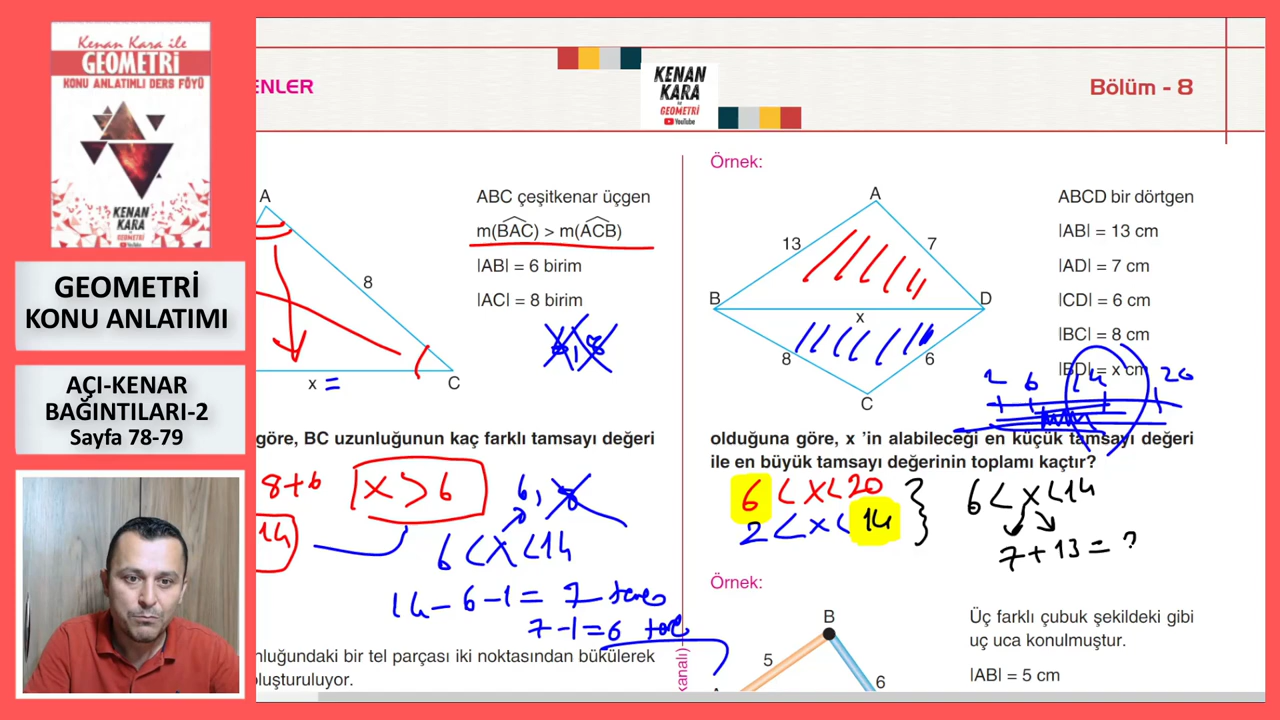 Kenan Kara ile
GEOMETRİ
KONU ANLATIMLI DERS FÖYÜ
KENAN
KARA
ile
GEOMETRİ
YouTube
GEOMETRİ
KONU ANLATIMI
AÇI-KENAR
BAĞINTILARI-2
Sayfa 78-79
ENLER
KENAN
KARA
ile
GEOMETRİ
YouTube
Bölüm - 8
A
8
x =
C
ABC çeşitkenar üçgen
m(BAC) > m(ACB)
|AB| = 6 birim
|AC| = 8 birim
göre, BC uzunluğunun kaç farklı tamsayı değeri
8+6
x > 6
6, 8
14
6 < x < 14
14 - 6 - 1 = 7 tane
7 - 1 = 6 tane
nluğundaki bir tel parçası iki noktasından bükülerek
oluşturuluyor.
kanalı)
Örnek:
A
13
7
B
D
x
8
6
C
ABCD bir dörtgen
|AB| = 13 cm
|AD| = 7 cm
|CD| = 6 cm
|BC| = 8 cm
|BD| = x cm
2 6 14 20
olduğuna göre, x 'in alabileceği en küçük tamsayı değeri
ile en büyük tamsayı değerinin toplamı kaçtır?
6 < x < 20
2 < x < 14
6 < x < 14
7 + 13 = ?
Örnek:
B
5
6
Üç farklı çubuk şekildeki gibi
uç uca konulmuştur.
|AB| = 5 cm